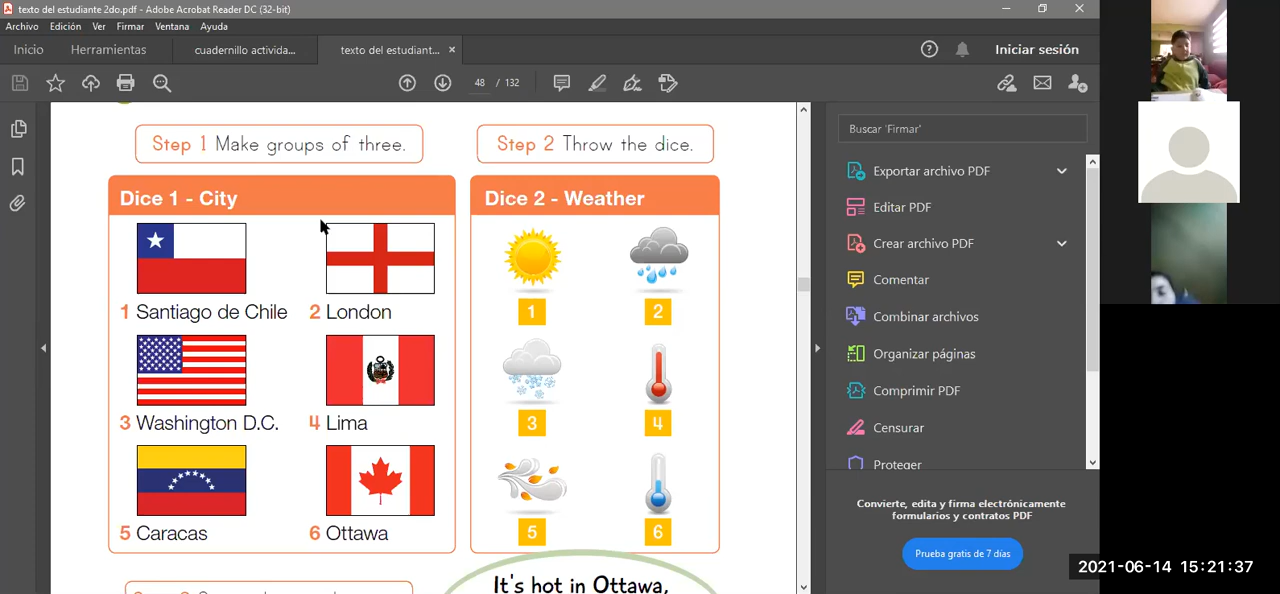 texto del estudiante 2do.pdf - Adobe Acrobat Reader DC (32-bit)
Archivo Edición Ver Firmar Ventana Ayuda
Inicio Herramientas cuadernillo activida... texto del estudiant... × Iniciar sesión
48 / 132
Step 1 Make groups of three.
Step 2 Throw the dice.
Dice 1 - City
1 Santiago de Chile
2 London
3 Washington D.C.
4 Lima
5 Caracas
6 Ottawa
Dice 2 - Weather
1
2
3
4
5
6
It's hot in Ottawa,
Buscar 'Firmar'
Exportar archivo PDF
Editar PDF
Crear archivo PDF
Comentar
Combinar archivos
Organizar páginas
Comprimir PDF
Censurar
Proteger
Convierte, edita y firma electrónicamente
formularios y contratos PDF
Prueba gratis de 7 días
2021-06-14 15:21:37